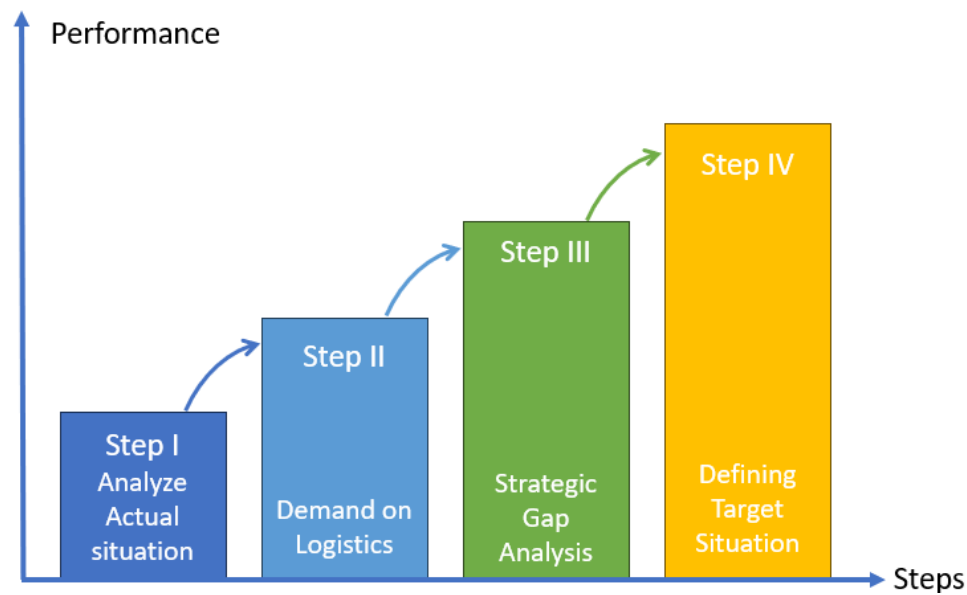 Performance
Step I
Analyze
Actual
situation
Step II
Demand on
Logistics
Step III
Strategic
Gap
Analysis
Step IV
Defining
Target
Situation
Steps